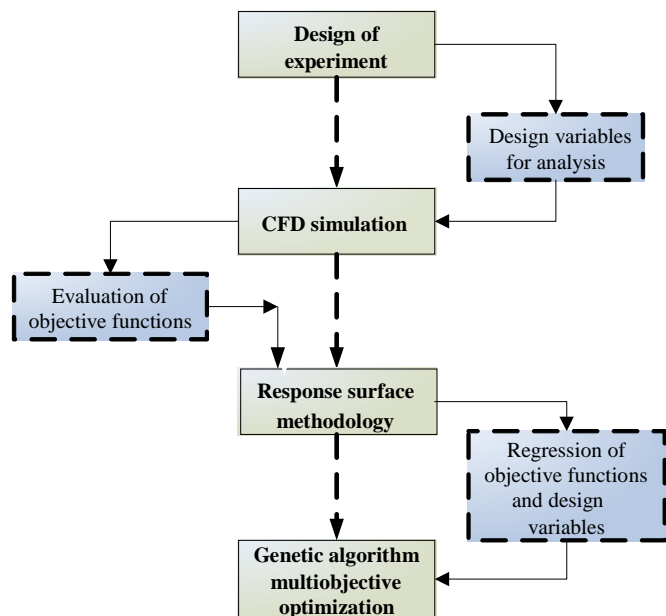 Design of
experiment
Design variables
for analysis
CFD simulation
Evaluation of
objective functions
Response surface
methodology
Regression of
objective functions
and design
variables
Genetic algorithm
multiobjective
optimization